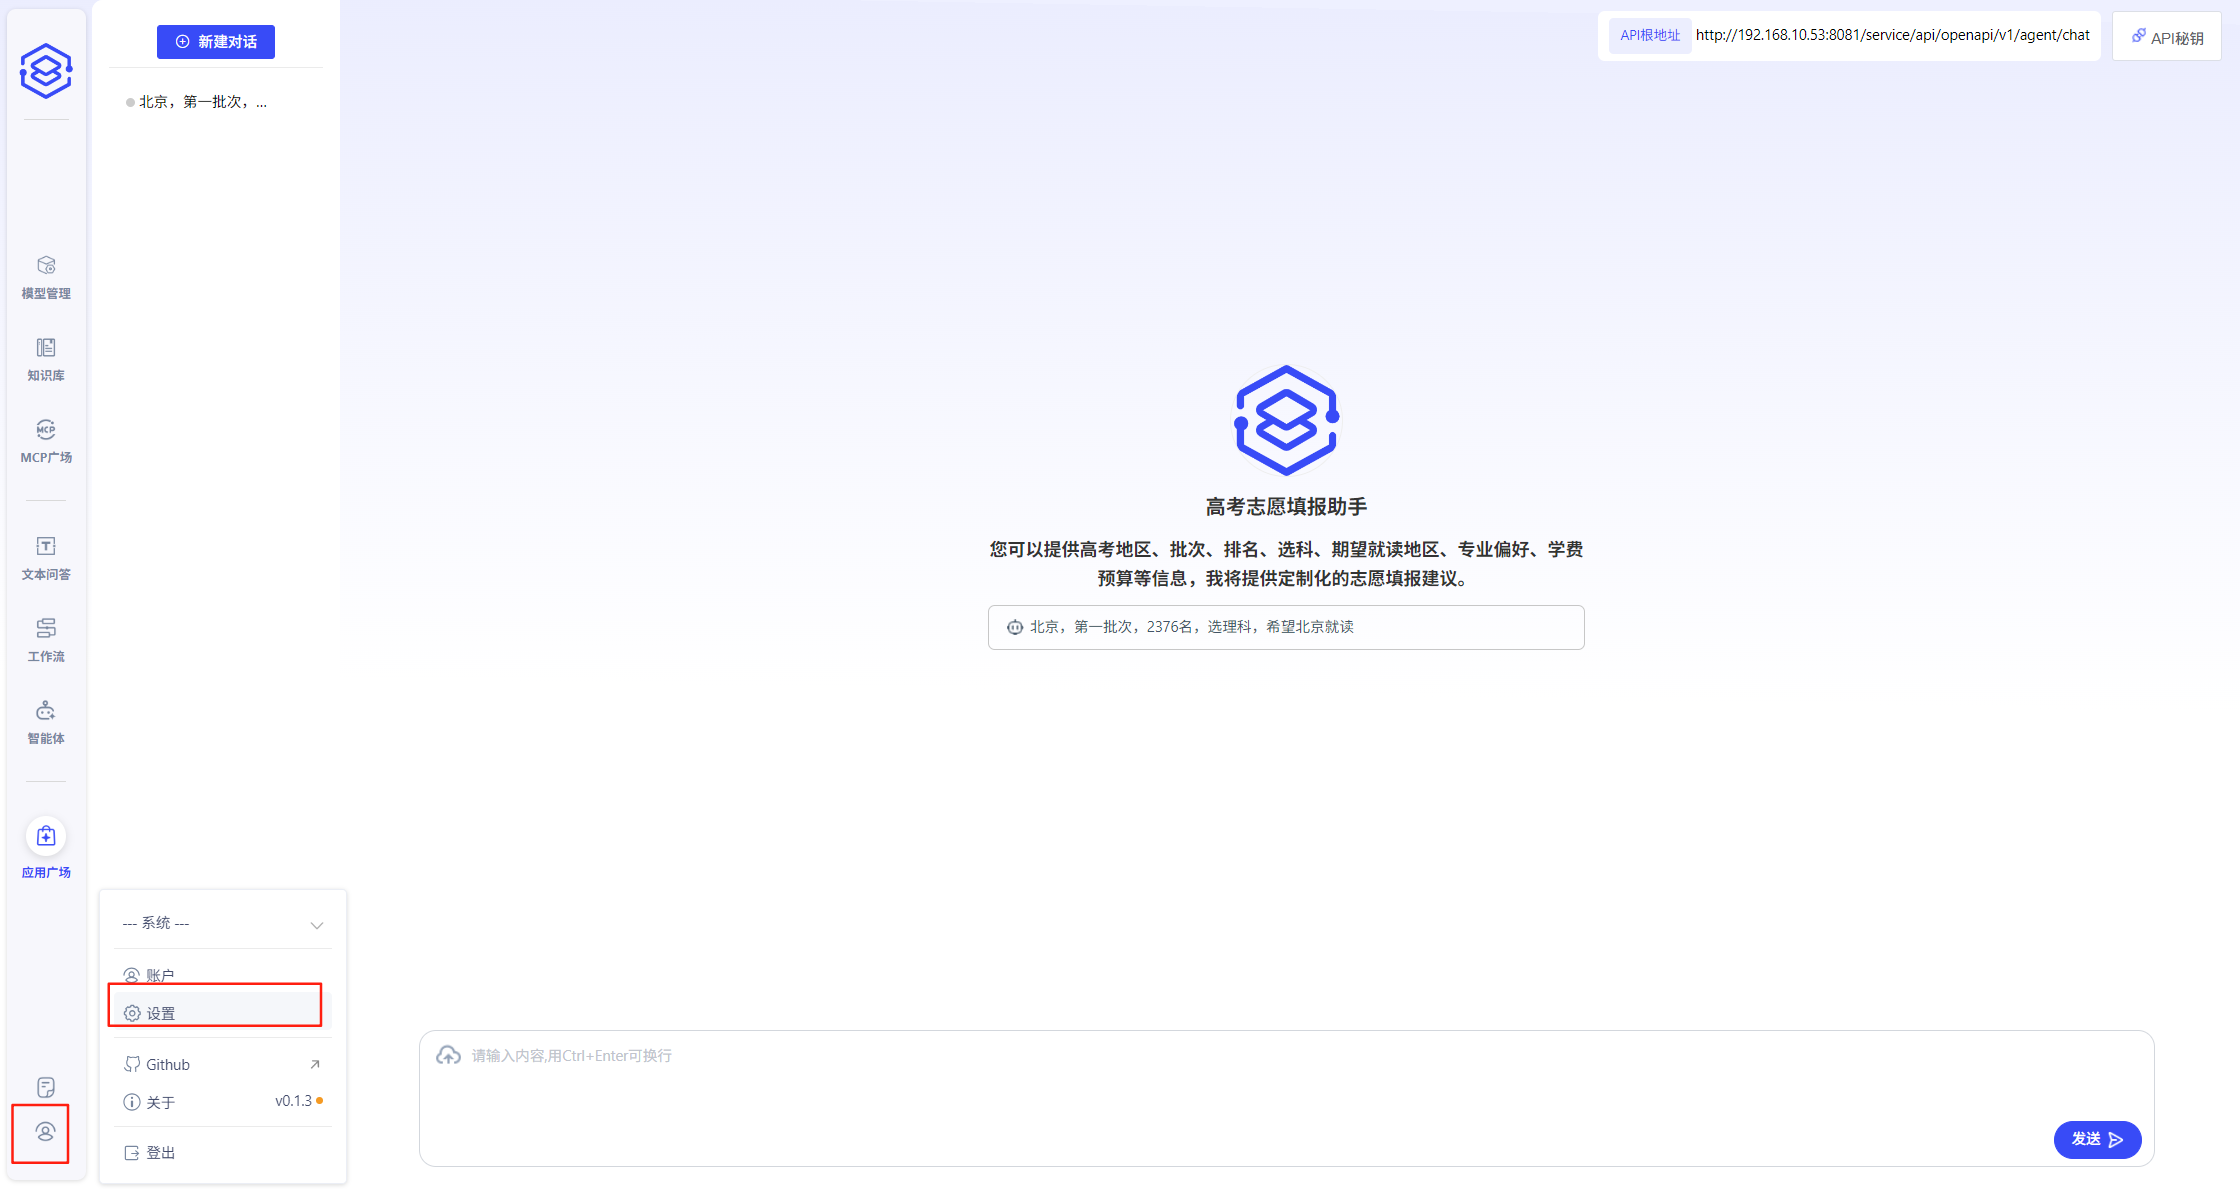 新建对话
北京，第一批次，...
API根地址 http://192.168.10.53:8081/service/api/openapi/v1/agent/chat
API秘钥
模型管理
知识库
MCP
MCP广场
文本问答
工作流
智能体
应用广场
高考志愿填报助手
您可以提供高考地区、批次、排名、选科、期望就读地区、专业偏好、学费
预算等信息，我将提供定制化的志愿填报建议。
北京，第一批次，2376名，选理科，希望北京就读
--- 系统 ---
账户
设置
Github
关于 v0.1.3
登出
请输入内容,用Ctrl+Enter可换行
发送